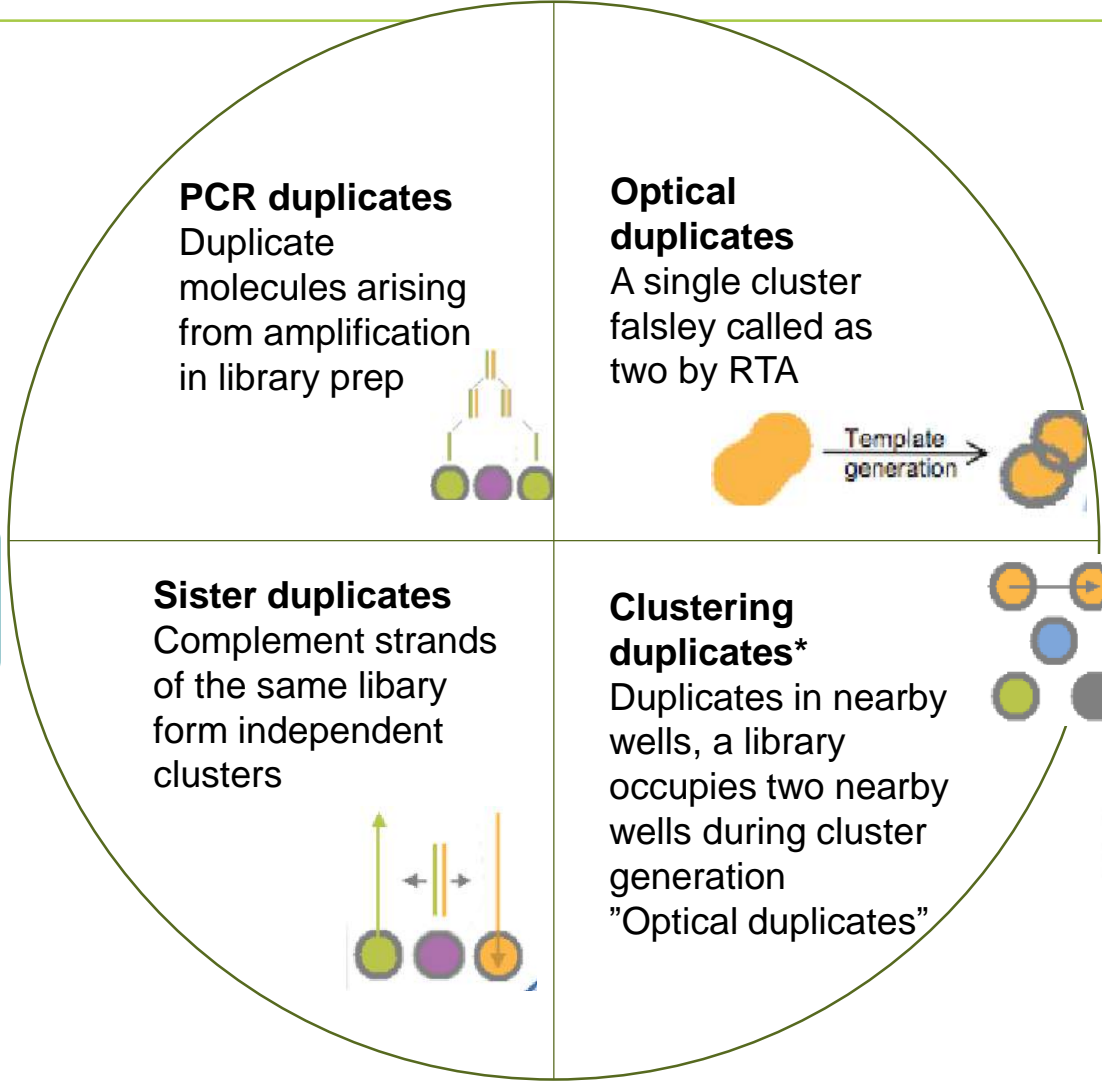 PCR duplicates
Duplicate
molecules arising
from amplification
in library prep
Optical
duplicates
A single cluster
falsley called as
two by RTA
Template
generation
Sister duplicates
Complement strands
of the same libary
form independent
clusters
Clustering
duplicates*
Duplicates in nearby
wells, a library
occupies two nearby
wells during cluster
generation
”Optical duplicates”